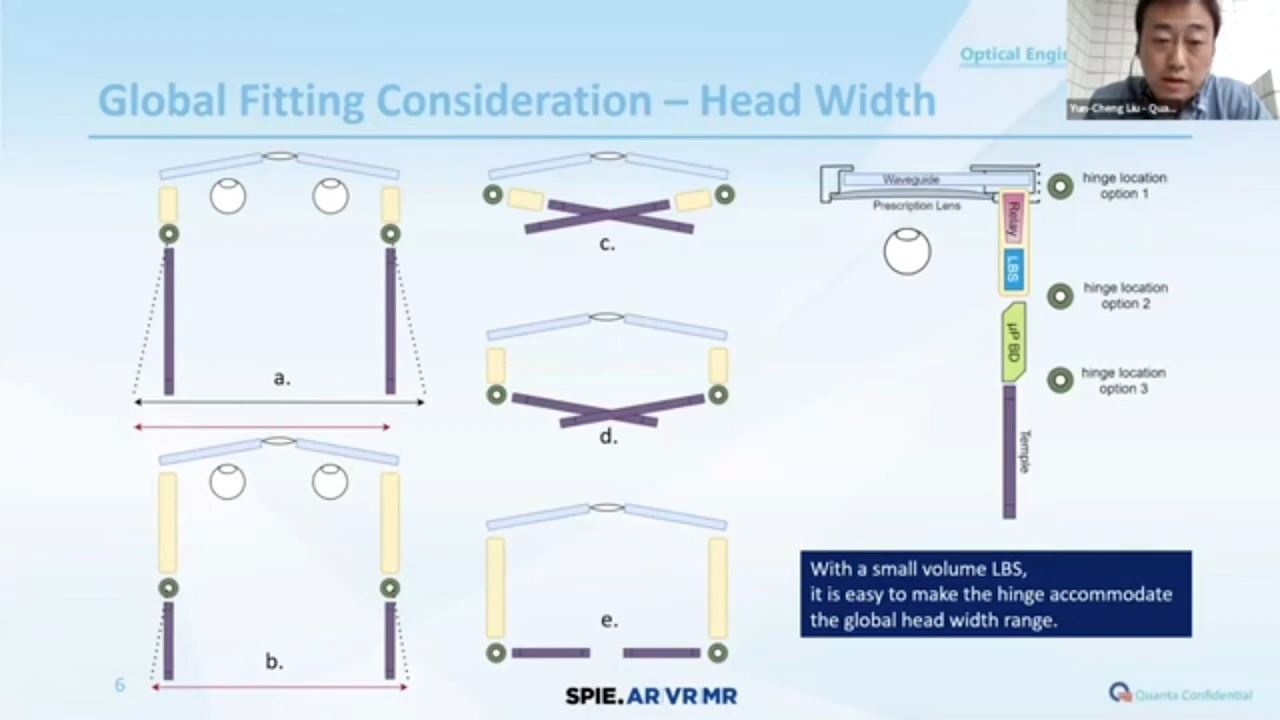 Optical Engi
Yun-Cheng Liu - Qua...
Global Fitting Consideration – Head Width
a.
b.
c.
d.
e.
Waveguide
Prescription Lens
Relay
LBS
µP BD
Temple
hinge location
option 1
hinge location
option 2
hinge location
option 3
With a small volume LBS,
it is easy to make the hinge accommodate
the global head width range.
6
SPIE. AR VR MR
Quanta Confidential